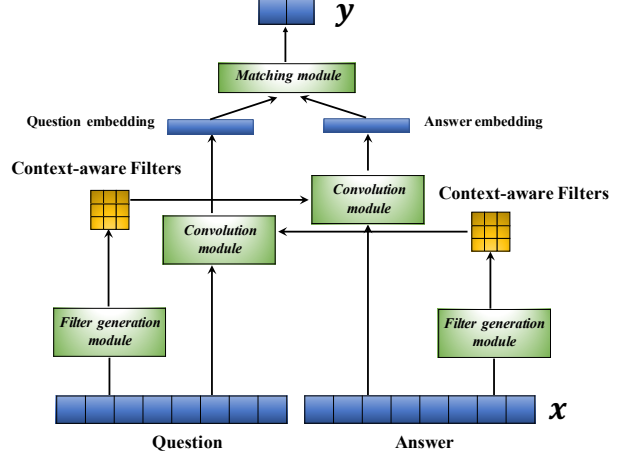 y
Matching module
Question embedding
Answer embedding
Context-aware Filters
Convolution
module
Context-aware Filters
Convolution
module
Filter generation
module
Filter generation
module
x
Question
Answer